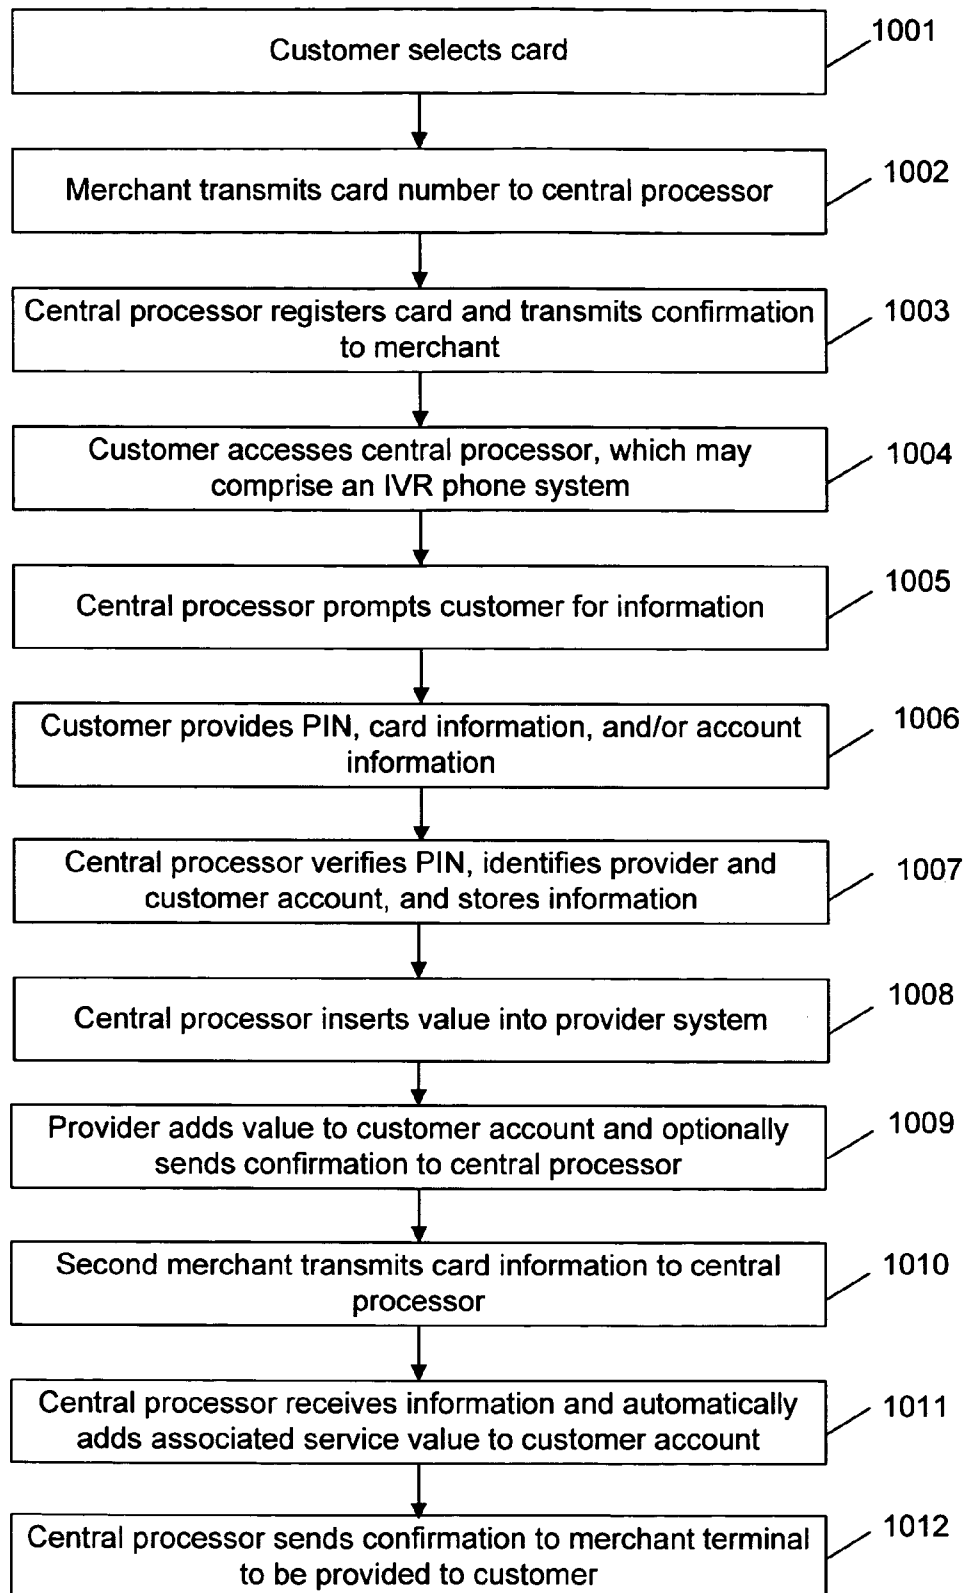 Customer selects card
1001
Merchant transmits card number to central processor
1002
Central processor registers card and transmits confirmation
to merchant
1003
Customer accesses central processor, which may
comprise an IVR phone system
1004
Central processor prompts customer for information
1005
Customer provides PIN, card information, and/or account
information
1006
Central processor verifies PIN, identifies provider and
customer account, and stores information
1007
Central processor inserts value into provider system
1008
Provider adds value to customer account and optionally
sends confirmation to central processor
1009
Second merchant transmits card information to central
processor
1010
Central processor receives information and automatically
adds associated service value to customer account
1011
Central processor sends confirmation to merchant terminal
to be provided to customer
1012